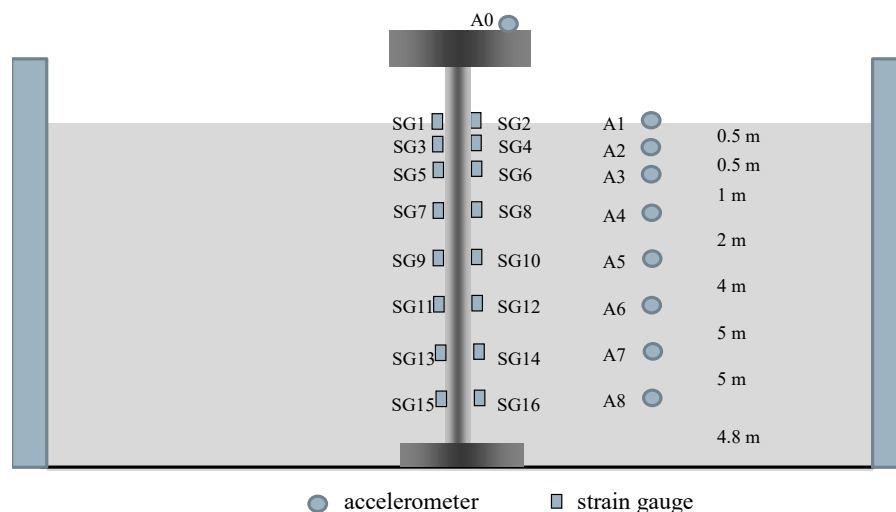 A0
SG1 SG2 A1
0.5 m
SG3 SG4 A2
0.5 m
SG5 SG6 A3
1 m
SG7 SG8 A4
2 m
SG9 SG10 A5
4 m
SG11 SG12 A6
5 m
SG13 SG14 A7
5 m
SG15 SG16 A8
4.8 m
accelerometer strain gauge